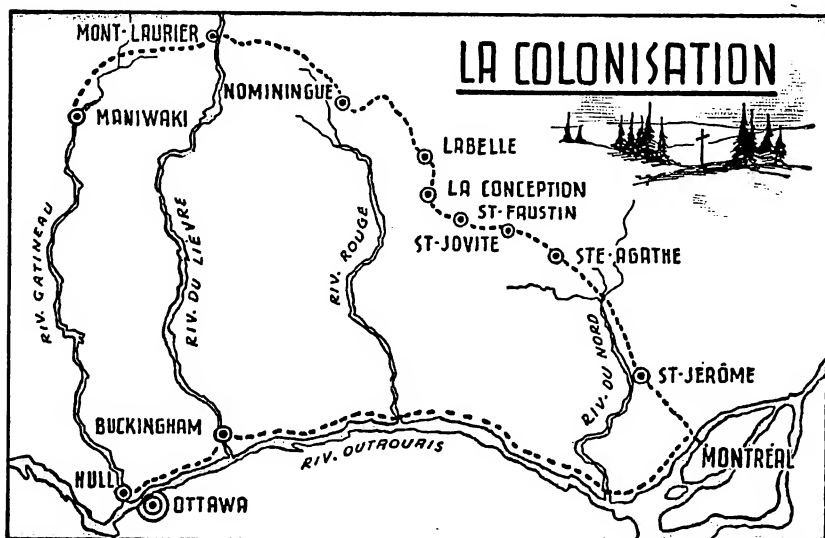 LA COLONISATION
MONT-LAURIER
NOMININGUE
MANIWAKI
LABELLE
LA CONCEPTION
ST-FAUSTIN
ST-JOVITE
STE-AGATHE
RIV. GATINEAU
RIV. DU LIÈVRE
RIV. ROUGE
RIV. DU NORD
ST-JÉRÔME
BUCKINGHAM
RIV. OUTAOUAIS
MONTRÉAL
HULL
OTTAWA